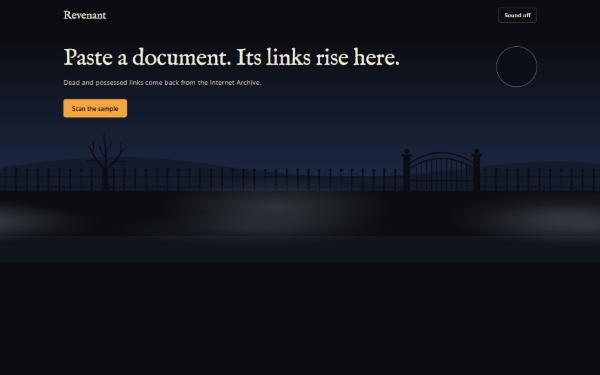 Revenant
Sound off
Paste a document. Its links rise here.
Dead and possessed links come back from the Internet Archive.
Scan the sample